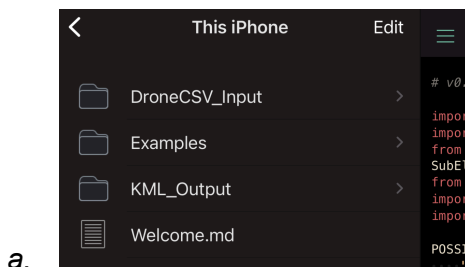 This iPhone
Edit
# v0.
DroneCSV_Input
impor
impor
Examples
from
SubEl
from
KML_Output
impor
impor
Welcome.md
POSSI
a.